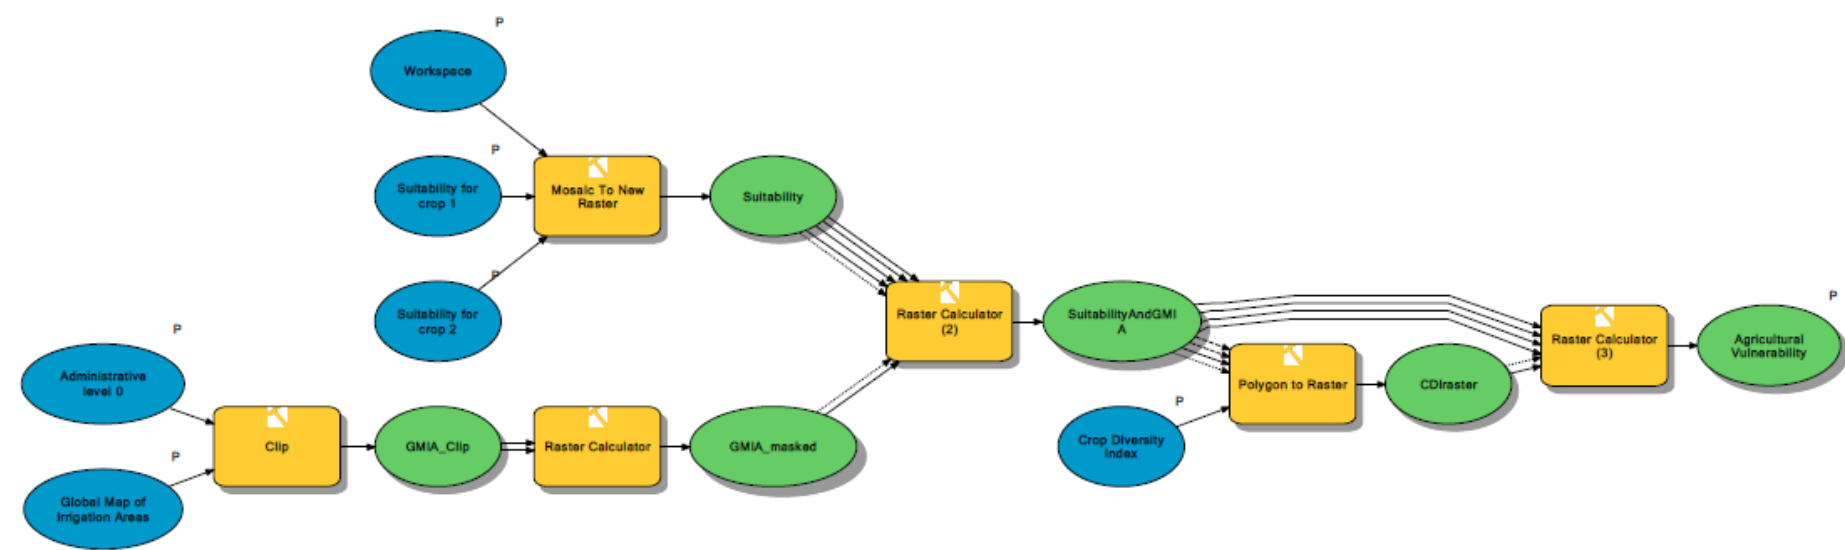 P
Workspace
P
Suitability for
crop 1
Mosaic To New
Raster
Suitability
P
Suitability for
crop 2
Raster Calculator
(2)
SuitabilityAndGMI
A
P
Administrative
level 0
P
Global Map of
Irrigation Areas
Clip
GMIA_Clip
Raster Calculator
GMIA_masked
P
Crop Diversity
Index
Polygon to Raster
CDIraster
Raster Calculator
(3)
P
Agricultural
Vulnerability